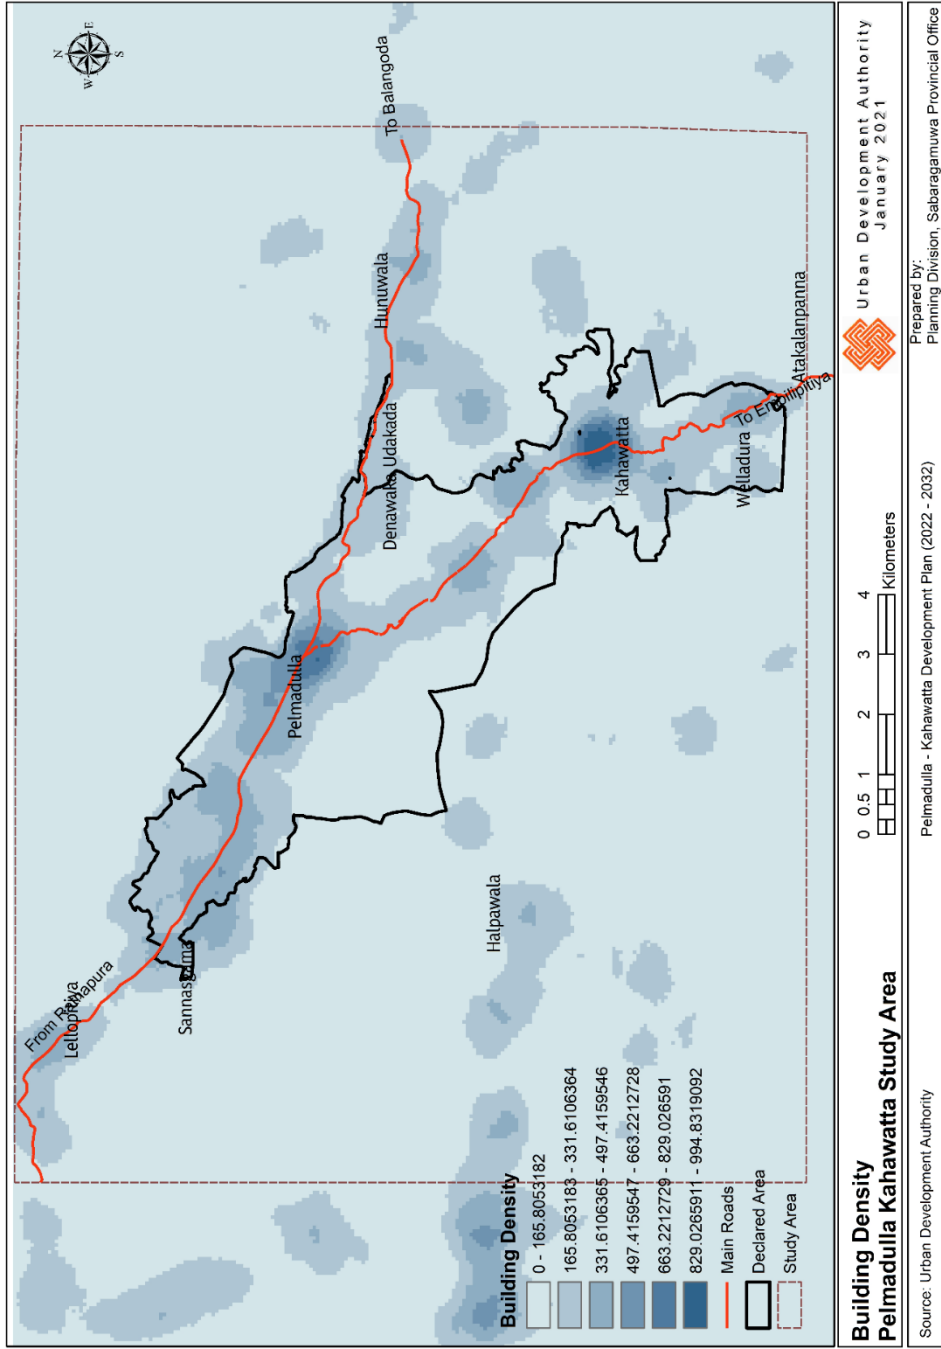 N
W
E
S
To Balangoda
From Ratnapura
Lellopitiya
Sannasgama
Pelmadulla
Denawaka Udakada
Hunuwala
Halpawala
Kahawatta
Welladura
To Embilipitiya
Atakalanpanna
Building Density
0 - 165.8053182
165.8053183 - 331.6106364
331.6106365 - 497.4159546
497.4159547 - 663.2212728
663.2212729 - 829.026591
829.0265911 - 994.8319092
Main Roads
Declared Area
Study Area
Building Density
Pelmadulla Kahawatta Study Area
0 0.5 1 2 3 4
Kilometers
Urban Development Authority
January 2021
Source: Urban Development Authority
Pelmadulla - Kahawatta Development Plan (2022 - 2032)
Prepared by:
Planning Division, Sabaragamuwa Provincial Office